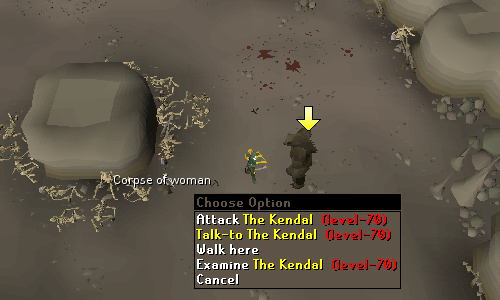 Corpse of woman
Choose Option
Attack The Kendal (level-70)
Talk-to The Kendal (level-70)
Walk here
Examine The Kendal (level-70)
Cancel